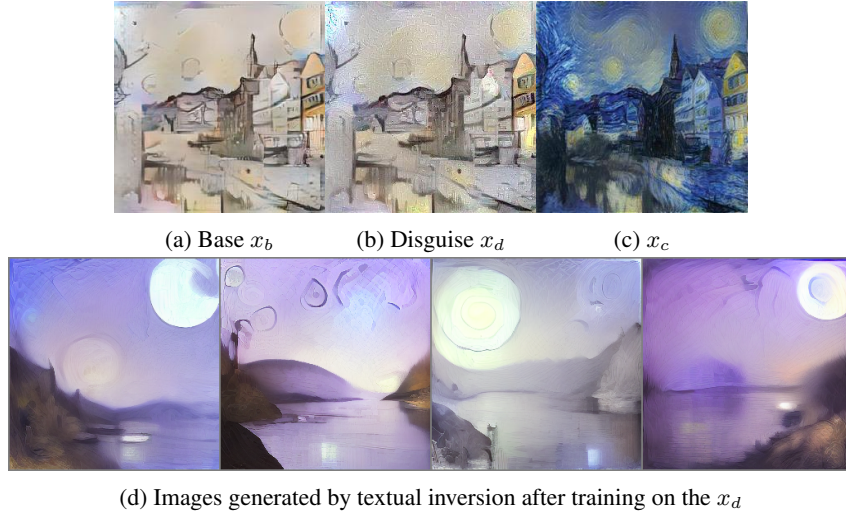 (a) Base $x_b$
(b) Disguise $x_d$
(c) $x_c$
(d) Images generated by textual inversion after training on the $x_d$